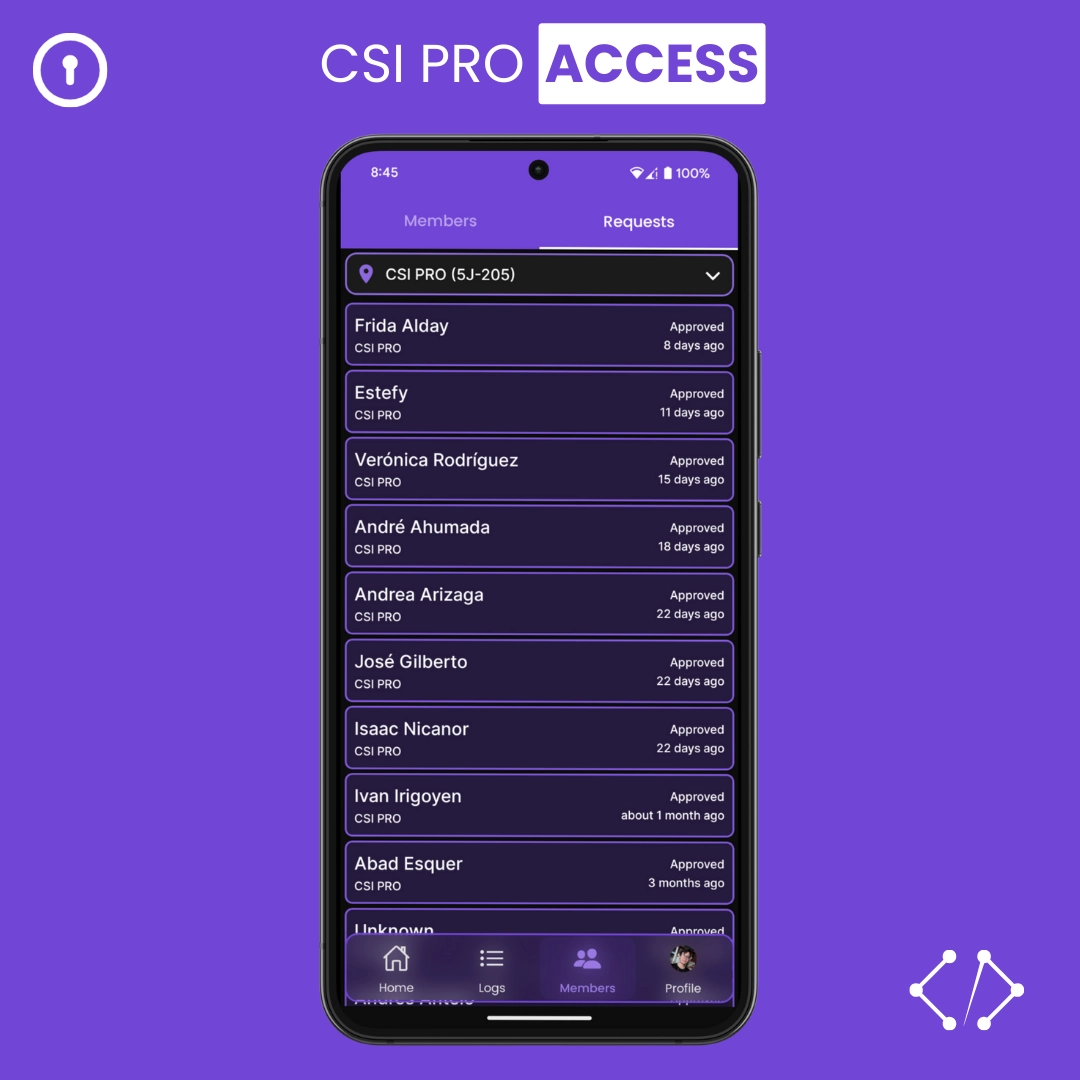 CSI PRO ACCESS
8:45 100%
Members Requests
CSI PRO (5J-205)
Frida Alday Approved
CSI PRO 8 days ago
Estefy Approved
CSI PRO 11 days ago
Verónica Rodríguez Approved
CSI PRO 15 days ago
André Ahumada Approved
CSI PRO 18 days ago
Andrea Arizaga Approved
CSI PRO 22 days ago
José Gilberto Approved
CSI PRO 22 days ago
Isaac Nicanor Approved
CSI PRO 22 days ago
Ivan Irigoyen Approved
CSI PRO about 1 month ago
Abad Esquer Approved
CSI PRO 3 months ago
Unknown Approved
Home Logs Members Profile